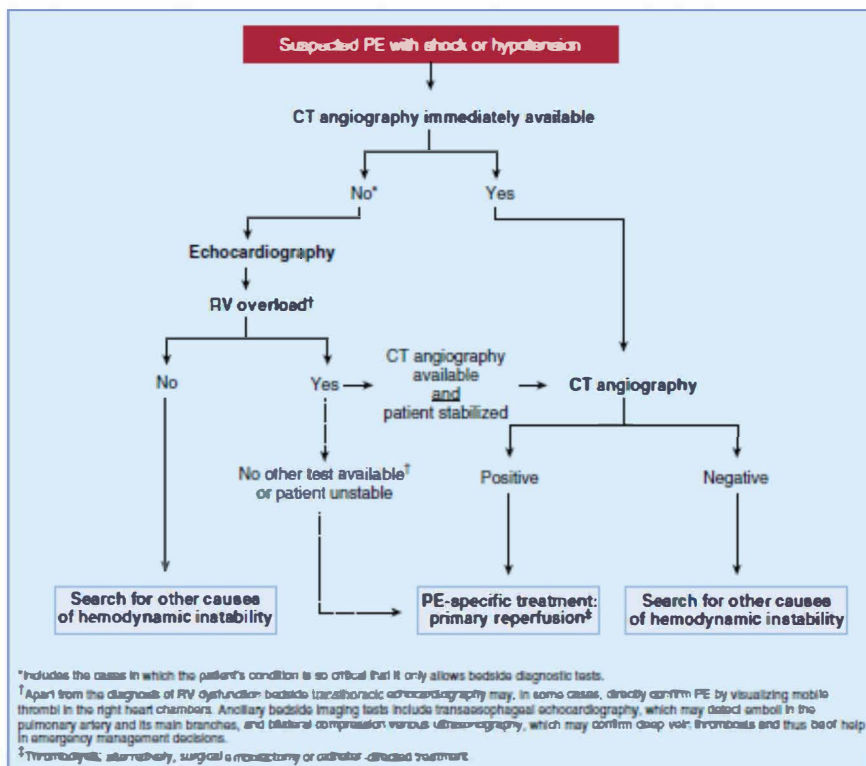 Suspected PE with shock or hypotension
CT angiography immediately available
No*
Yes
Echocardiography
RV overload†
No
Yes
CT angiography
available
and
patient stabilized
CT angiography
No other test available†
or patient unstable
Positive
Negative
Search for other causes
of hemodynamic instability
PE-specific treatment:
primary reperfusion‡
Search for other causes
of hemodynamic instability
*Includes the cases in which the patient's condition is so critical that it only allows bedside diagnostic tests.
†Apart from the diagnosis of RV dysfunction bedside transthoracic echocardiography may, in some cases, directly confirm PE by visualizing mobile
thrombi in the right heart chambers. Ancillary bedside imaging tests include transaesophageal echocardiography, which may detect emboli in the
pulmonary artery and its main branches, and bilateral compression venous ultrasonography, which may confirm deep vein thrombosis and thus be of help
in emergency management decisions.
‡Thrombolysis; alternatively, surgical embolectomy or catheter-directed treatment